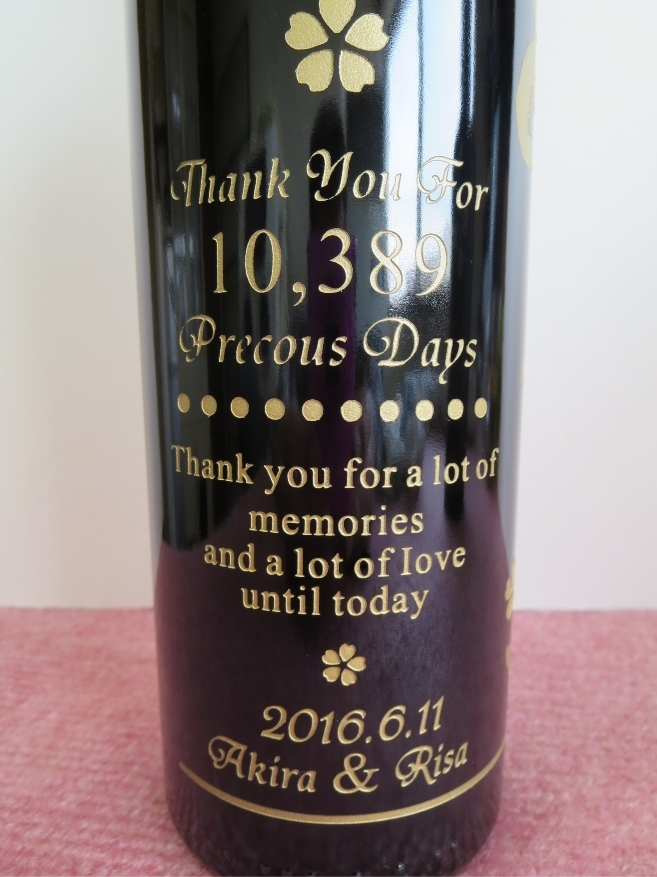 Thank You For
10,389
Precous Days
Thank you for a lot of
memories
and a lot of Iove
until today
2016.6.11
Akira & Risa